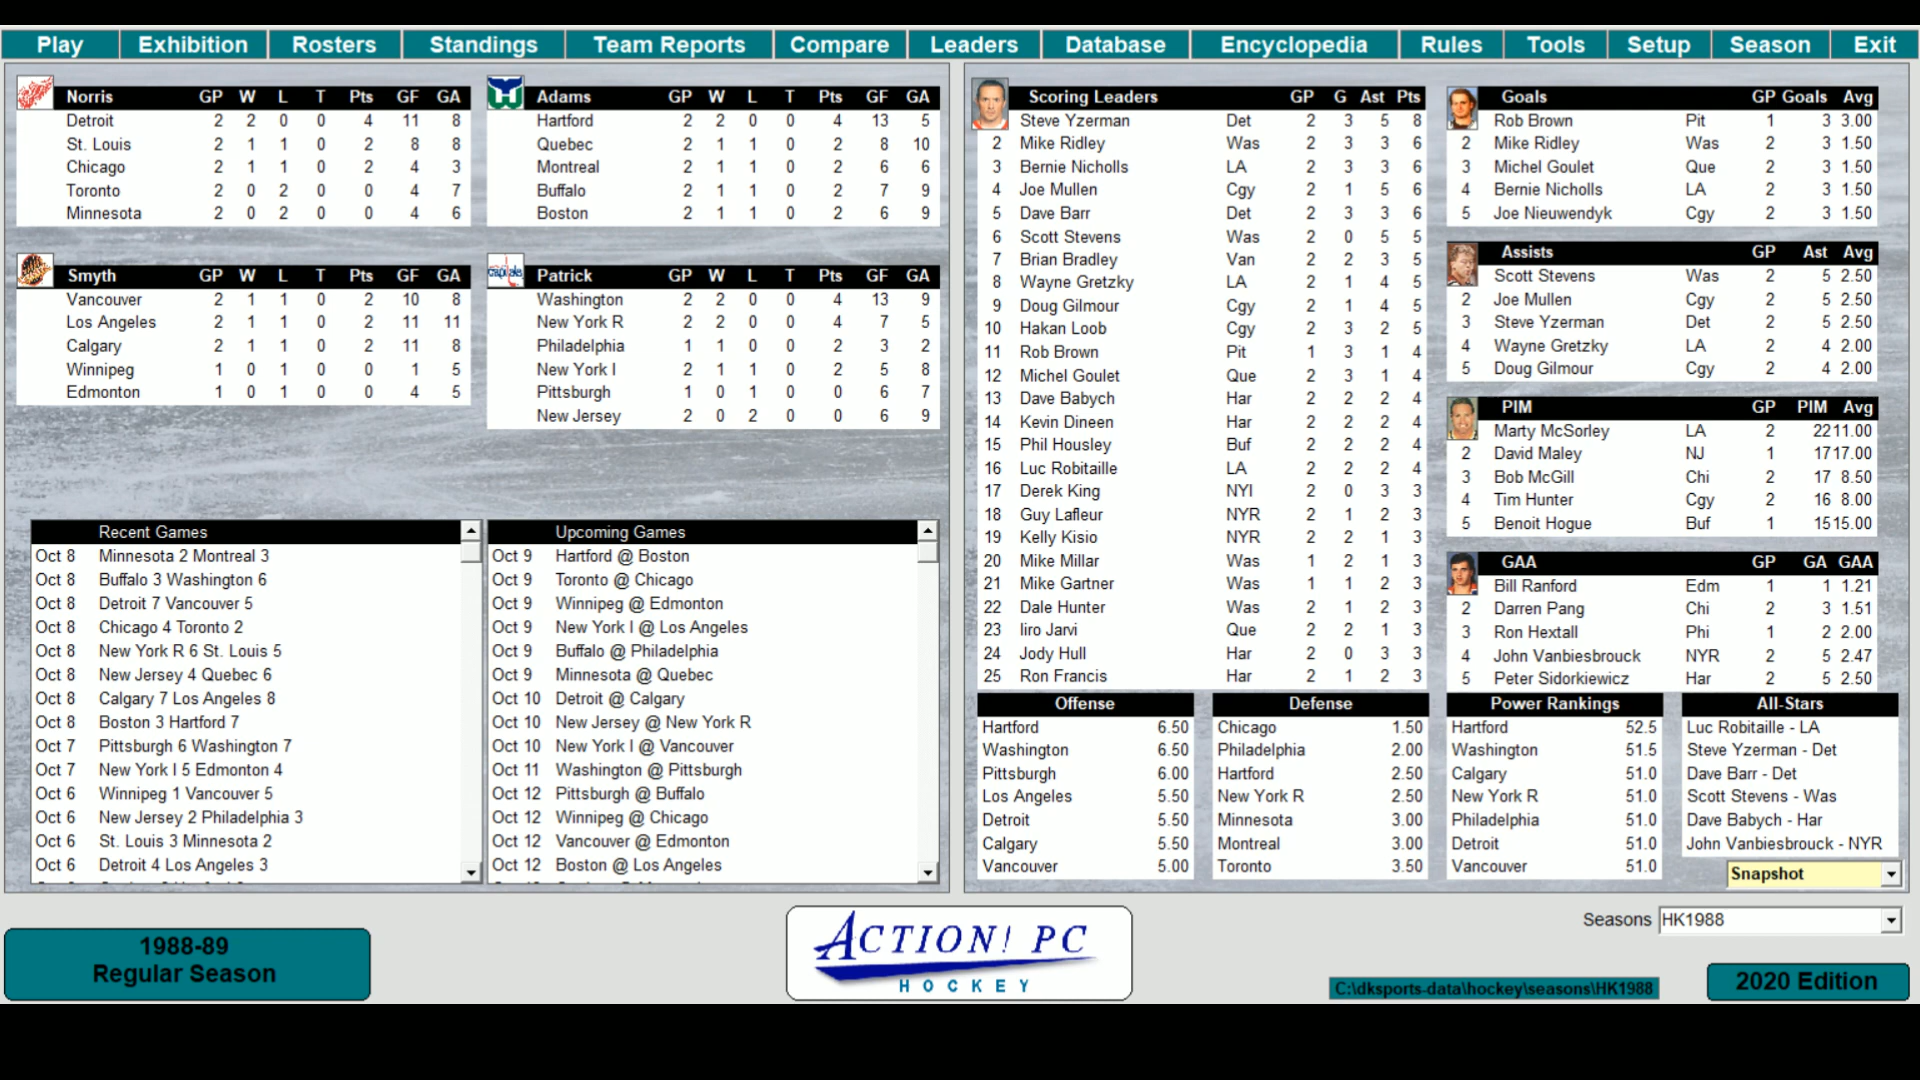 Play Exhibition Rosters Standings Team Reports Compare Leaders Database Encyclopedia Rules Tools Setup Season Exit
Norris GP W L T Pts GF GA
Detroit 2 2 0 0 4 11 8
St. Louis 2 1 1 0 2 8 8
Chicago 2 1 1 0 2 4 3
Toronto 2 0 2 0 0 4 7
Minnesota 2 0 2 0 0 4 6
Adams GP W L T Pts GF GA
Hartford 2 2 0 0 4 13 5
Quebec 2 1 1 0 2 8 10
Montreal 2 1 1 0 2 6 6
Buffalo 2 1 1 0 2 7 9
Boston 2 1 1 0 2 6 9
Smyth GP W L T Pts GF GA
Vancouver 2 1 1 0 2 10 8
Los Angeles 2 1 1 0 2 11 11
Calgary 2 1 1 0 2 11 8
Winnipeg 1 0 1 0 0 1 5
Edmonton 1 0 1 0 0 4 5
capitals
Patrick GP W L T Pts GF GA
Washington 2 2 0 0 4 13 9
New York R 2 2 0 0 4 7 5
Philadelphia 1 1 0 0 2 3 2
New York I 2 1 1 0 2 5 8
Pittsburgh 1 0 1 0 0 6 7
New Jersey 2 0 2 0 0 6 9
Recent Games
Oct 8 Minnesota 2 Montreal 3
Oct 8 Buffalo 3 Washington 6
Oct 8 Detroit 7 Vancouver 5
Oct 8 Chicago 4 Toronto 2
Oct 8 New York R 6 St. Louis 5
Oct 8 New Jersey 4 Quebec 6
Oct 8 Calgary 7 Los Angeles 8
Oct 8 Boston 3 Hartford 7
Oct 7 Pittsburgh 6 Washington 7
Oct 7 New York I 5 Edmonton 4
Oct 6 Winnipeg 1 Vancouver 5
Oct 6 New Jersey 2 Philadelphia 3
Oct 6 St. Louis 3 Minnesota 2
Oct 6 Detroit 4 Los Angeles 3
Upcoming Games
Oct 9 Hartford @ Boston
Oct 9 Toronto @ Chicago
Oct 9 Winnipeg @ Edmonton
Oct 9 New York I @ Los Angeles
Oct 9 Buffalo @ Philadelphia
Oct 9 Minnesota @ Quebec
Oct 10 Detroit @ Calgary
Oct 10 New Jersey @ New York R
Oct 10 New York I @ Vancouver
Oct 11 Washington @ Pittsburgh
Oct 12 Pittsburgh @ Buffalo
Oct 12 Winnipeg @ Chicago
Oct 12 Vancouver @ Edmonton
Oct 12 Boston @ Los Angeles
Scoring Leaders GP G Ast Pts
Steve Yzerman Det 2 3 5 8
2 Mike Ridley Was 2 3 3 6
3 Bernie Nicholls LA 2 3 3 6
4 Joe Mullen Cgy 2 1 5 6
5 Dave Barr Det 2 3 3 6
6 Scott Stevens Was 2 0 5 5
7 Brian Bradley Van 2 2 3 5
8 Wayne Gretzky LA 2 1 4 5
9 Doug Gilmour Cgy 2 1 4 5
10 Hakan Loob Cgy 2 3 2 5
11 Rob Brown Pit 1 3 1 4
12 Michel Goulet Que 2 3 1 4
13 Dave Babych Har 2 2 2 4
14 Kevin Dineen Har 2 2 2 4
15 Phil Housley Buf 2 2 2 4
16 Luc Robitaille LA 2 2 2 4
17 Derek King NYI 2 0 3 3
18 Guy Lafleur NYR 2 1 2 3
19 Kelly Kisio NYR 2 2 1 3
20 Mike Millar Was 1 2 1 3
21 Mike Gartner Was 1 1 2 3
22 Dale Hunter Was 2 1 2 3
23 Iiro Jarvi Que 2 2 1 3
24 Jody Hull Har 2 0 3 3
25 Ron Francis Har 2 1 2 3
Goals GP Goals Avg
Rob Brown Pit 1 3 3.00
2 Mike Ridley Was 2 3 1.50
3 Michel Goulet Que 2 3 1.50
4 Bernie Nicholls LA 2 3 1.50
5 Joe Nieuwendyk Cgy 2 3 1.50
Assists GP Ast Avg
Scott Stevens Was 2 5 2.50
2 Joe Mullen Cgy 2 5 2.50
3 Steve Yzerman Det 2 5 2.50
4 Wayne Gretzky LA 2 4 2.00
5 Doug Gilmour Cgy 2 4 2.00
PIM GP PIM Avg
Marty McSorley LA 2 22 11.00
2 David Maley NJ 1 17 17.00
3 Bob McGill Chi 2 17 8.50
4 Tim Hunter Cgy 2 16 8.00
5 Benoit Hogue Buf 1 15 15.00
GAA GP GA GAA
Bill Ranford Edm 1 1 1.21
2 Darren Pang Chi 2 3 1.51
3 Ron Hextall Phi 1 2 2.00
4 John Vanbiesbrouck NYR 2 5 2.47
5 Peter Sidorkiewicz Har 2 5 2.50
Offense
Hartford 6.50
Washington 6.50
Pittsburgh 6.00
Los Angeles 5.50
Detroit 5.50
Calgary 5.50
Vancouver 5.00
Defense
Chicago 1.50
Philadelphia 2.00
Hartford 2.50
New York R 2.50
Minnesota 3.00
Montreal 3.00
Toronto 3.50
Power Rankings
Hartford 52.5
Washington 51.5
Calgary 51.0
New York R 51.0
Philadelphia 51.0
Detroit 51.0
Vancouver 51.0
All-Stars
Luc Robitaille - LA
Steve Yzerman - Det
Dave Barr - Det
Scott Stevens - Was
Dave Babych - Har
John Vanbiesbrouck - NYR
Snapshot
Seasons HK1988
1988-89
Regular Season
ACTION! PC
HOCKEY
C:\dksports-data\hockey\seasons\HK1988
2020 Edition